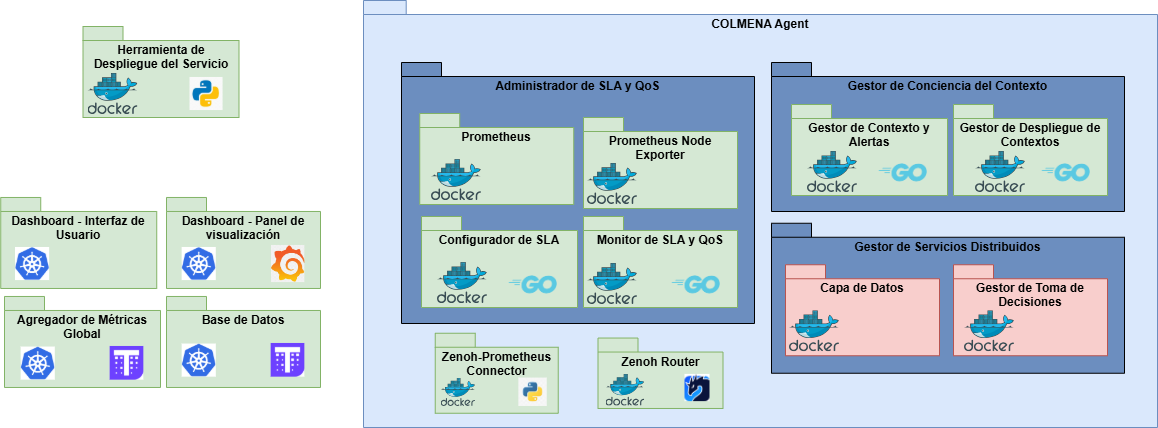 Herramienta de
Despliegue del Servicio
docker
Dashboard - Interfaz de
Usuario
Dashboard - Panel de
visualización
Agregador de Métricas
Global
Base de Datos
COLMENA Agent
Administrador de SLA y QoS
Prometheus
docker
Prometheus Node
Exporter
docker
Configurador de SLA
docker
GO
Monitor de SLA y QoS
docker
GO
Zenoh-Prometheus
Connector
docker
Zenoh Router
docker
Gestor de Conciencia del Contexto
Gestor de Contexto y
Alertas
docker
GO
Gestor de Despliegue de
Contextos
docker
GO
Gestor de Servicios Distribuidos
Capa de Datos
docker
Gestor de Toma de
Decisiones
docker